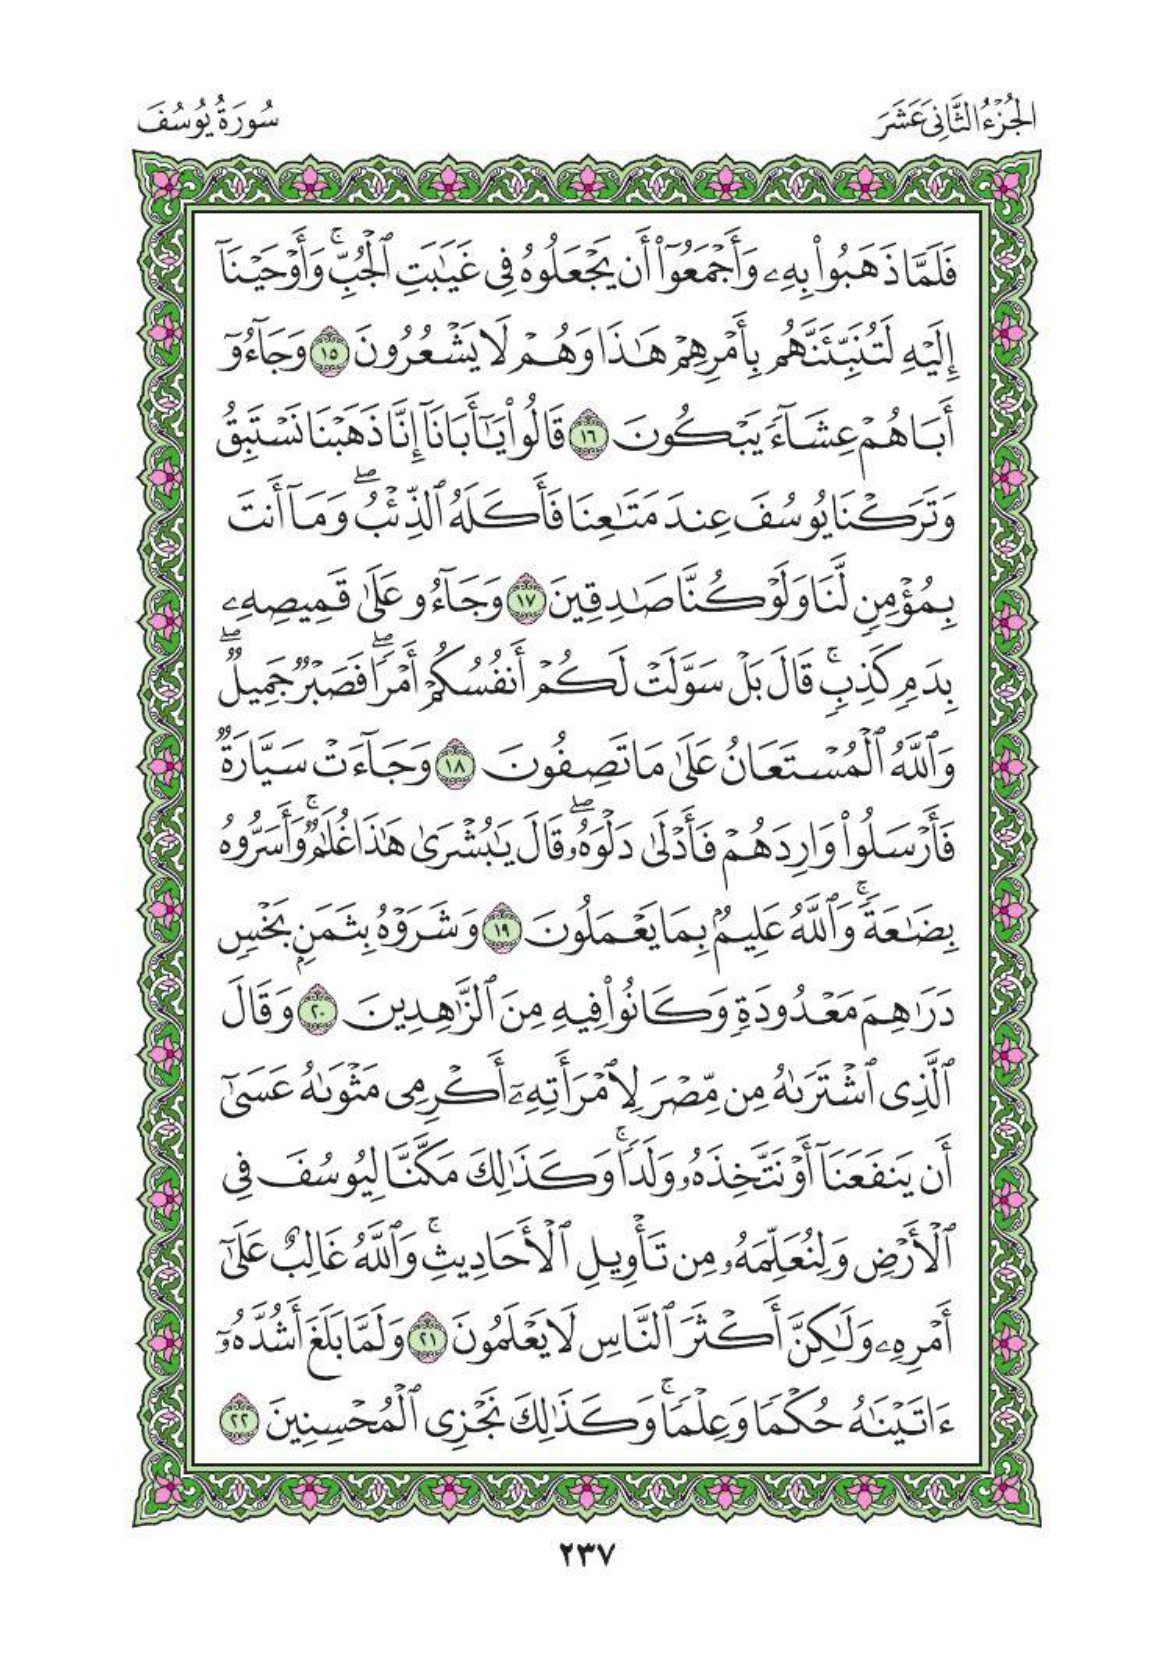 الجُزْءُ الثَّانِي عَشَرَ
سُورَةُ يُوسُفَ
فَلَمَّا ذَهَبُوا۟ بِهِۦ وَأَجْمَعُوٓا۟ أَن يَجْعَلُوهُ فِى غَيَـٰبَتِ ٱلْجُبِّ ۚ وَأَوْحَيْنَآ
إِلَيْهِ لَتُنَبِّئَنَّهُم بِأَمْرِهِمْ هَـٰذَا وَهُمْ لَا يَشْعُرُونَ ١٥ وَجَآءُوٓ
أَبَاهُمْ عِشَآءً يَبْكُونَ ١٦ قَالُوا۟ يَـٰٓأَبَانَآ إِنَّا ذَهَبْنَا نَسْتَبِقُ
وَتَرَكْنَا يُوسُفَ عِندَ مَتَـٰعِنَا فَأَكَلَهُ ٱلذِّئْبُ ۖ وَمَآ أَنتَ
بِمُؤْمِنٍ لَّنَا وَلَوْ كُنَّا صَـٰدِقِينَ ١٧ وَجَآءُو عَلَىٰ قَمِيصِهِۦ
بِدَمٍ كَذِبٍ ۚ قَالَ بَلْ سَوَّلَتْ لَكُمْ أَنفُسُكُمْ أَمْرًا ۖ فَصَبْرٌ جَمِيلٌ ۖ
وَٱللَّهُ ٱلْمُسْتَعَانُ عَلَىٰ مَا تَصِفُونَ ١٨ وَجَآءَتْ سَيَّارَةٌ
فَأَرْسَلُوا۟ وَارِدَهُمْ فَأَدْلَىٰ دَلْوَهُۥ ۖ قَالَ يَـٰبُشْرَىٰ هَـٰذَا غُلَـٰمٌ ۚ وَأَسَرُّوهُ
بِضَـٰعَةً ۚ وَٱللَّهُ عَلِيمٌۢ بِمَا يَعْمَلُونَ ١٩ وَشَرَوْهُ بِثَمَنٍۭ بَخْسٍ
دَرَٰهِمَ مَعْدُودَةٍ وَكَانُوا۟ فِيهِ مِنَ ٱلزَّٰهِدِينَ ٢٠ وَقَالَ
ٱلَّذِى ٱشْتَرَىٰهُ مِن مِّصْرَ لِٱمْرَأَتِهِۦٓ أَكْرِمِى مَثْوَىٰهُ عَسَىٰٓ
أَن يَنفَعَنَآ أَوْ نَتَّخِذَهُۥ وَلَدًا ۚ وَكَذَٰلِكَ مَكَّنَّا لِيُوسُفَ فِى
ٱلْأَرْضِ وَلِنُعَلِّمَهُۥ مِن تَأْوِيلِ ٱلْأَحَادِيثِ ۚ وَٱللَّهُ غَالِبٌ عَلَىٰٓ
أَمْرِهِۦ وَلَـٰكِنَّ أَكْثَرَ ٱلنَّاسِ لَا يَعْلَمُونَ ٢١ وَلَمَّا بَلَغَ أَشُدَّهُۥٓ
ءَاتَيْنَـٰهُ حُكْمًا وَعِلْمًا ۚ وَكَذَٰلِكَ نَجْزِى ٱلْمُحْسِنِينَ ٢٢
٢٣٧